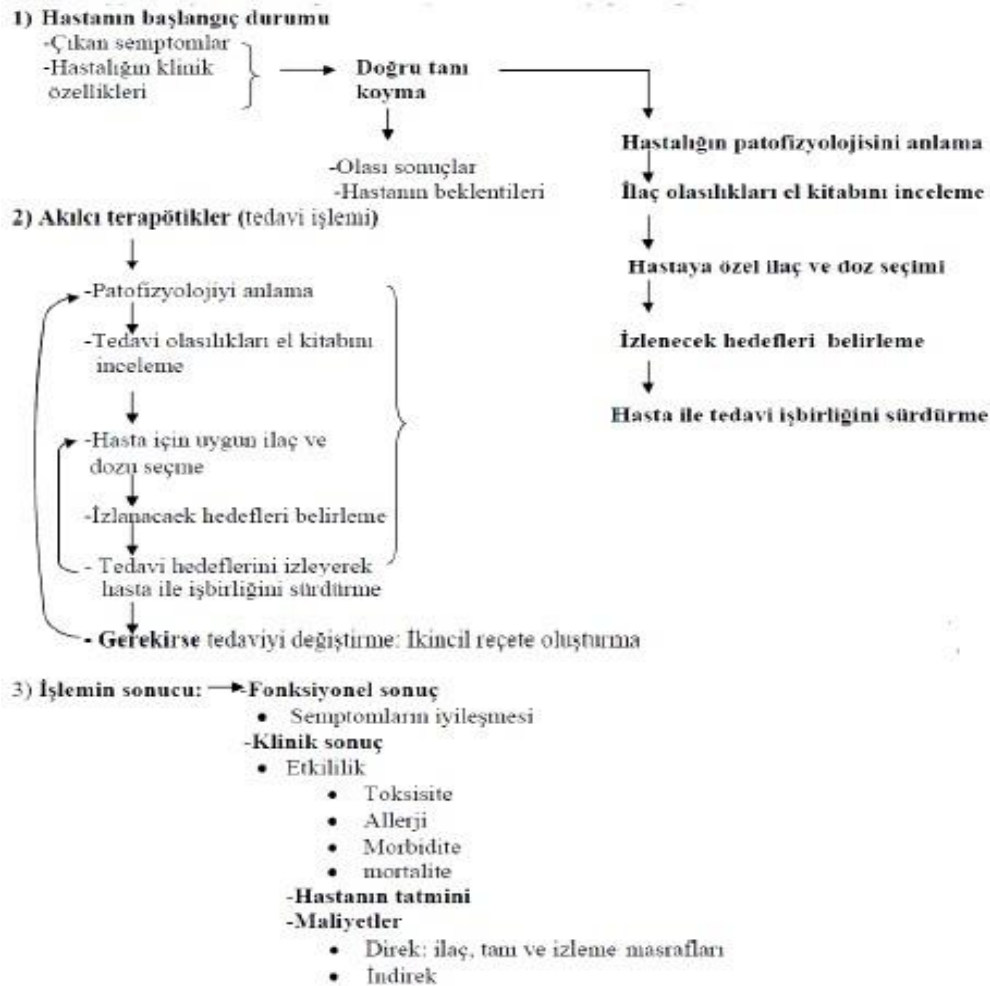 1) Hastanın başlangıç durumu
-Çıkan semptomlar
-Hastalığın klinik
özellikleri
Doğru tanı
koyma
-Olası sonuçlar
-Hastanın beklentileri
Hastalığın patofizyolojisini anlama
İlaç olasılıkları el kitabını inceleme
Hastaya özel ilaç ve doz seçimi
İzlenecek hedefleri belirleme
Hasta ile tedavi işbirliğini sürdürme
2) Akılcı terapötikler (tedavi işlemi)
-Patofizyolojiyi anlama
-Tedavi olasılıkları el kitabını
inceleme
-Hasta için uygun ilaç ve
dozu seçme
-İzlanacaek hedefleri belirleme
- Tedavi hedeflerini izleyerek
hasta ile işbirliğini sürdürme
- Gerekirse tedaviyi değiştirme: İkincil reçete oluşturma
3) İşlemin sonucu: -Fonksiyonel sonuç
• Semptomların iyileşmesi
-Klinik sonuç
• Etkililik
• Toksisite
• Allerji
• Morbidite
• mortalite
-Hastanın tatmini
-Maliyetler
• Direk: ilaç, tanı ve izleme masrafları
• İndirek